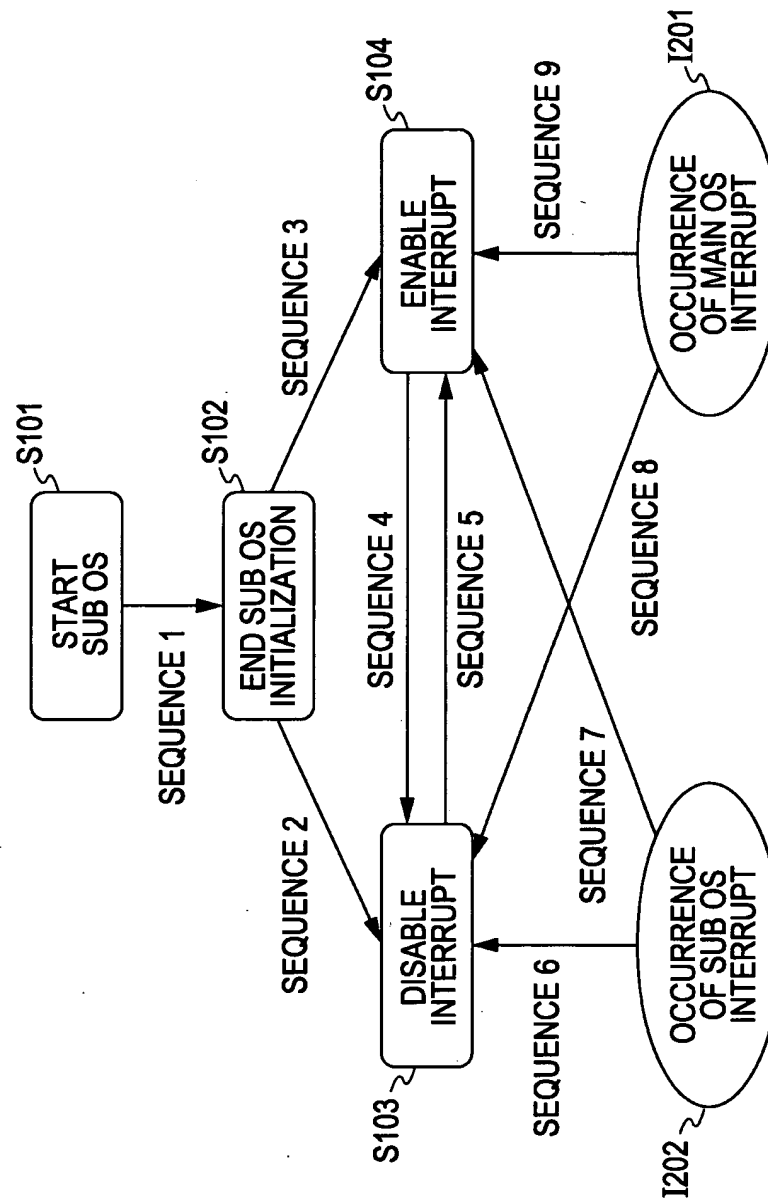 S101
START
SUB OS
SEQUENCE 1
S102
END SUB OS
INITIALIZATION
SEQUENCE 2
SEQUENCE 3
S103
DISABLE
INTERRUPT
SEQUENCE 4
SEQUENCE 5
S104
ENABLE
INTERRUPT
SEQUENCE 6
SEQUENCE 7
SEQUENCE 8
SEQUENCE 9
I202
OCCURRENCE
OF SUB OS
INTERRUPT
I201
OCCURRENCE
OF MAIN OS
INTERRUPT